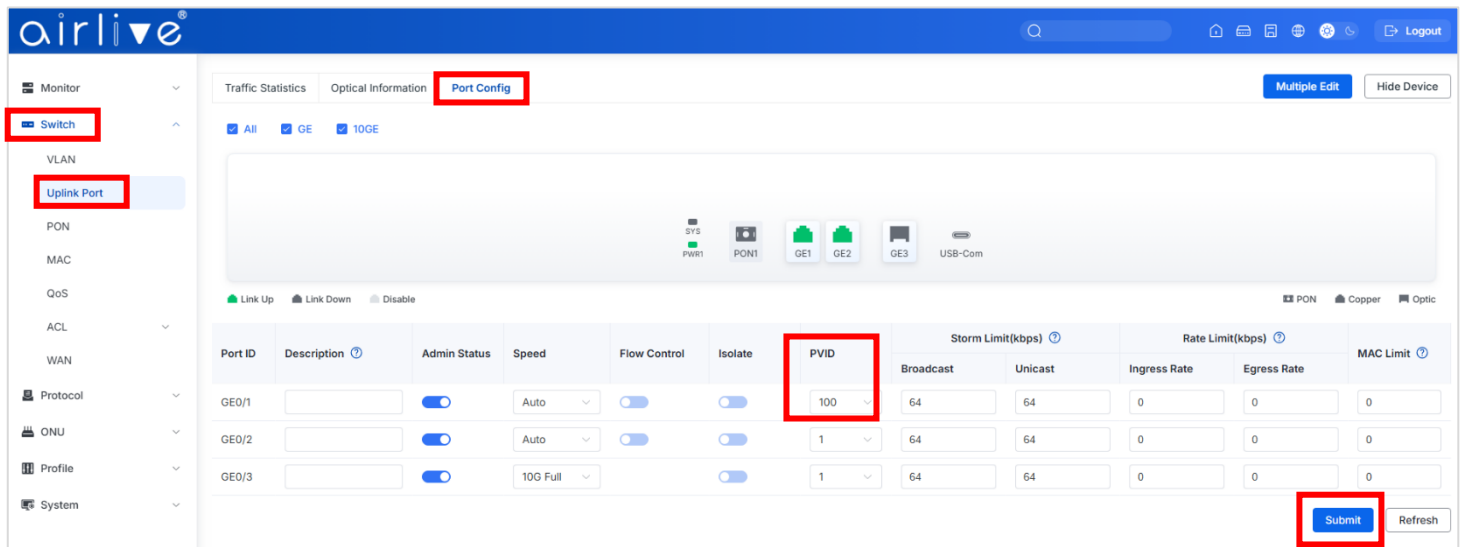 airlive®
Logout
Monitor
Switch
VLAN
Uplink Port
PON
MAC
QoS
ACL
WAN
Protocol
ONU
Profile
System
Traffic Statistics Optical Information Port Config
Multiple Edit Hide Device
All GE 10GE
SYS
PWR1 PON1 GE1 GE2 GE3 USB-Com
Link Up Link Down Disable
PON Copper Optic
Port ID Description ? Admin Status Speed Flow Control Isolate PVID Storm Limit(kbps) ? Rate Limit(kbps) ? MAC Limit ?
Broadcast Unicast Ingress Rate Egress Rate
GE0/1 Auto 100 64 64 0 0 0
GE0/2 Auto 1 64 64 0 0 0
GE0/3 10G Full 1 64 64 0 0 0
Submit Refresh